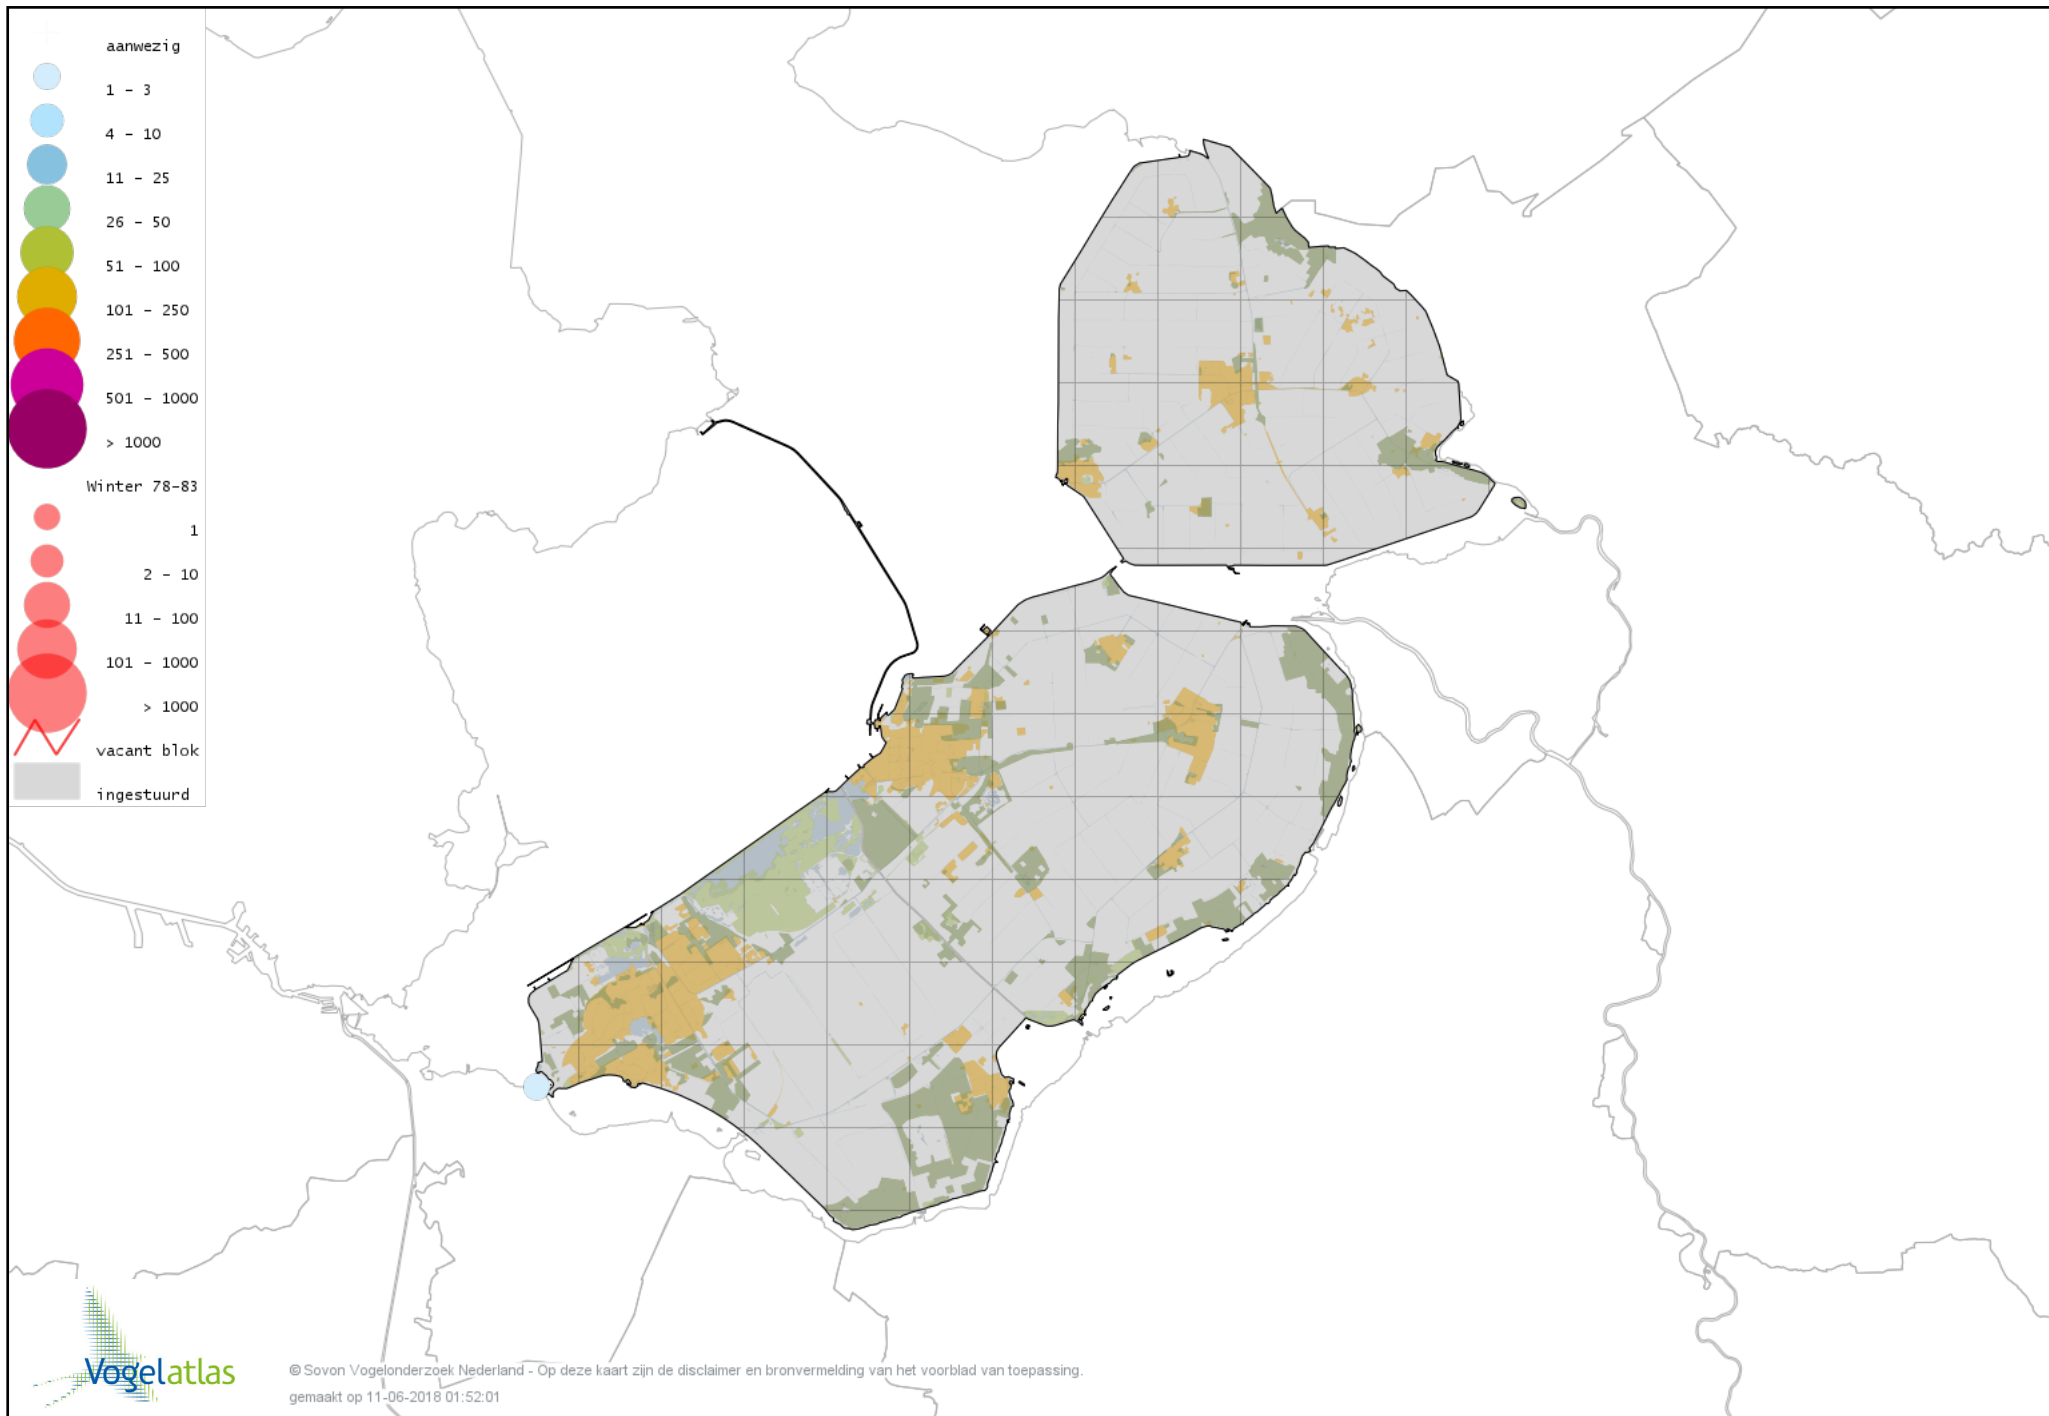 aanwezig
1 - 3
4 - 10
11 - 25
26 - 50
51 - 100
101 - 250
251 - 500
501 - 1000
> 1000
Winter 78-83
1
2 - 10
11 - 100
101 - 1000
> 1000
vacant blok
ingestuurd
Vogelatlas
© Sovon Vogelonderzoek Nederland - Op deze kaart zijn de disclaimer en bronvermelding van het voorblad van toepassing.
gemaakt op 11-06-2018 01:52:01